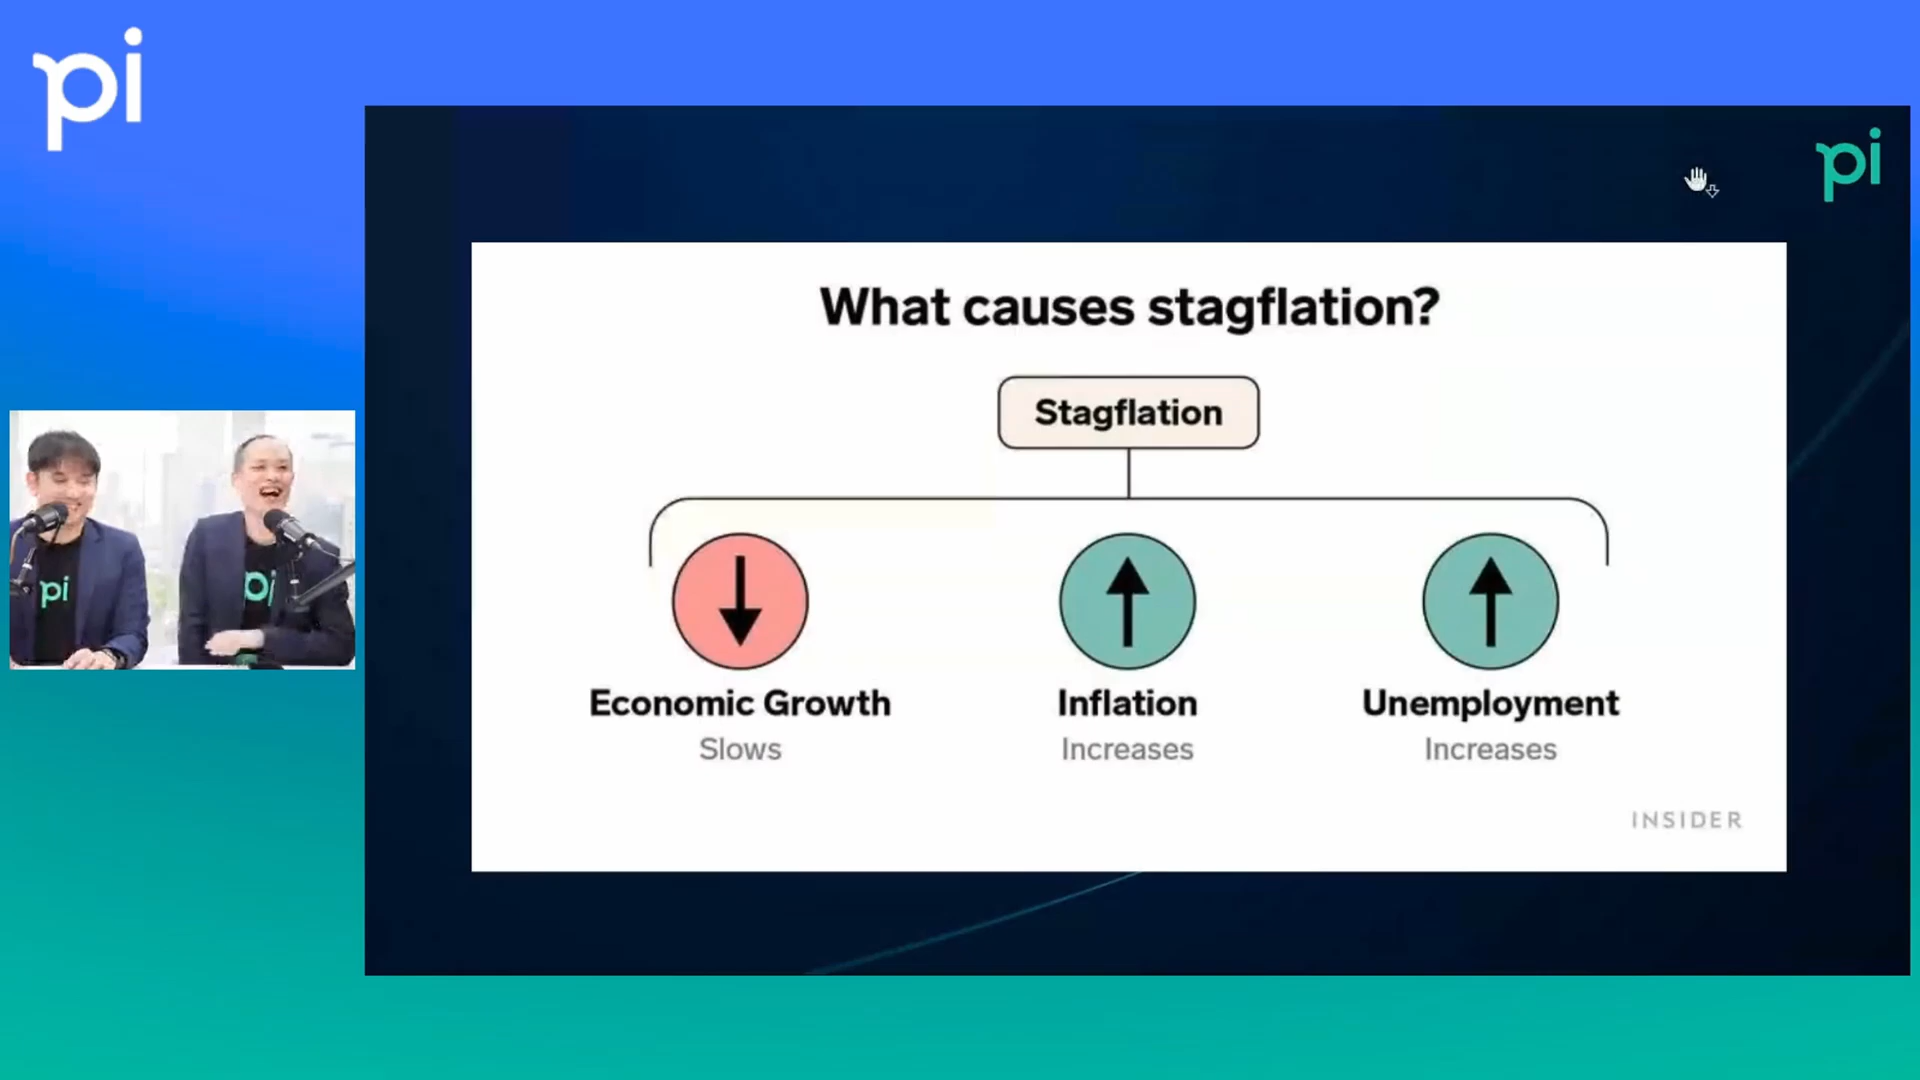 pi
pi
What causes stagflation?
Stagflation
Economic Growth
Slows
Inflation
Increases
Unemployment
Increases
INSIDER
pi
pi